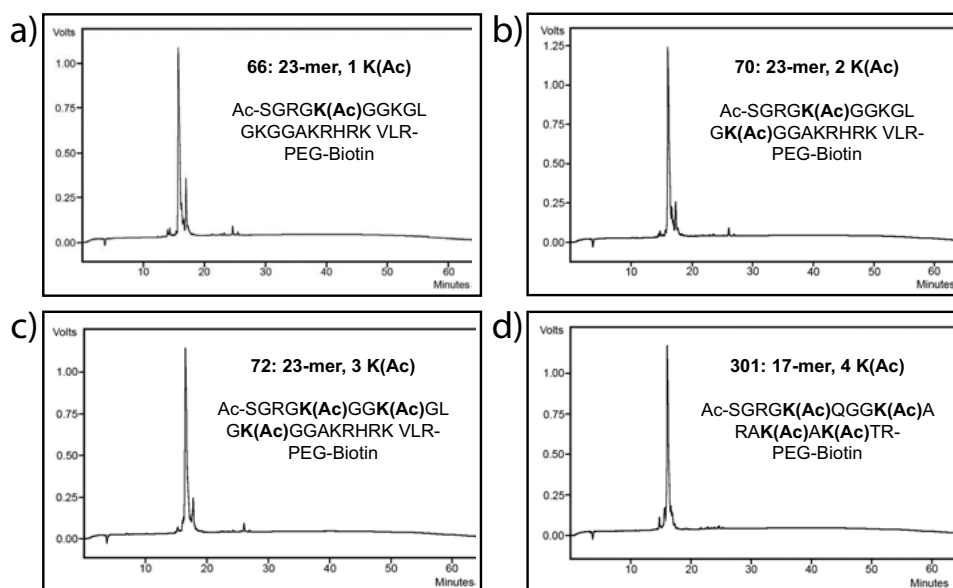 a)
Volts
1.00
0.75
0.50
0.25
0.00
66: 23-mer, 1 K(Ac)
Ac-SGRGK(Ac)GGKGL
GKGGAKRHRK VLR-
PEG-Biotin
10 20 30 40 50 60
Minutes
b)
Volts
1.25
1.00
0.75
0.50
0.25
0.00
70: 23-mer, 2 K(Ac)
Ac-SGRGK(Ac)GGKGL
GK(Ac)GGAKRHRK VLR-
PEG-Biotin
10 20 30 40 50 60
Minutes
c)
Volts
1.00
0.75
0.50
0.25
0.00
72: 23-mer, 3 K(Ac)
Ac-SGRGK(Ac)GGK(Ac)GL
GK(Ac)GGAKRHRK VLR-
PEG-Biotin
10 20 30 40 50 60
Minutes
d)
Volts
1.00
0.75
0.50
0.25
0.00
301: 17-mer, 4 K(Ac)
Ac-SGRGK(Ac)QGGK(Ac)A
RAK(Ac)AK(Ac)TR-
PEG-Biotin
10 20 30 40 50 60
Minutes